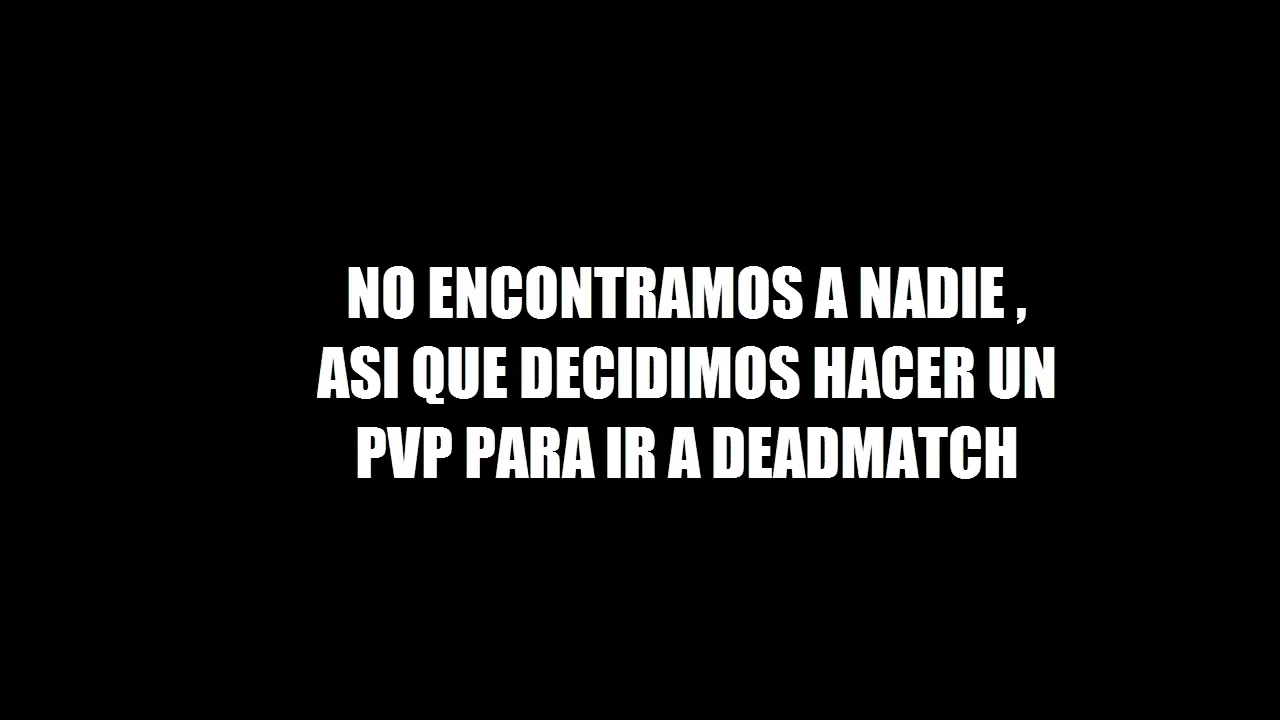 NO ENCONTRAMOS A NADIE ,
ASI QUE DECIDIMOS HACER UN
PVP PARA IR A DEADMATCH